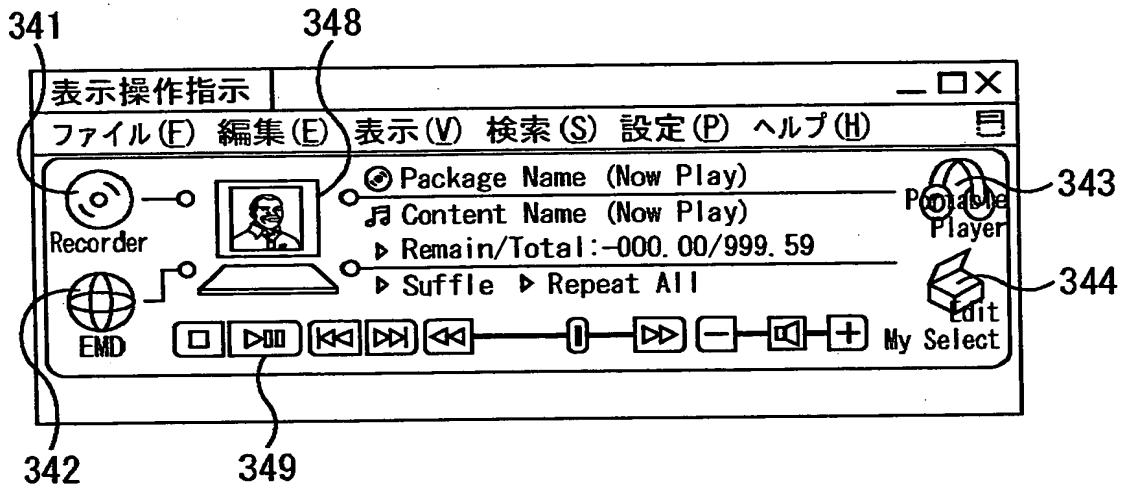 341
348
表示操作指示
ファイル(F) 編集(E) 表示(V) 検索(S) 設定(P) ヘルプ(H)
Package Name (Now Play)
Content Name (Now Play)
Remain/Total:-000.00/999.59
Suffle Repeat All
Recorder
EMD
Portable
Player
343
344
Edit
My Select
342
349